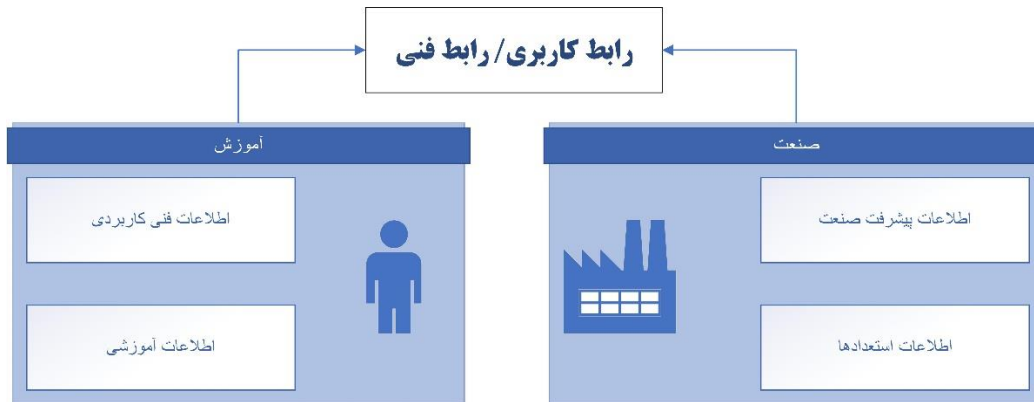 رابط کاربری/ رابط فنی
صنعت
اطلاعات پیشرفت صنعت
اطلاعات استعدادها
آموزش
اطلاعات فنی کاربردی
اطلاعات آموزشی